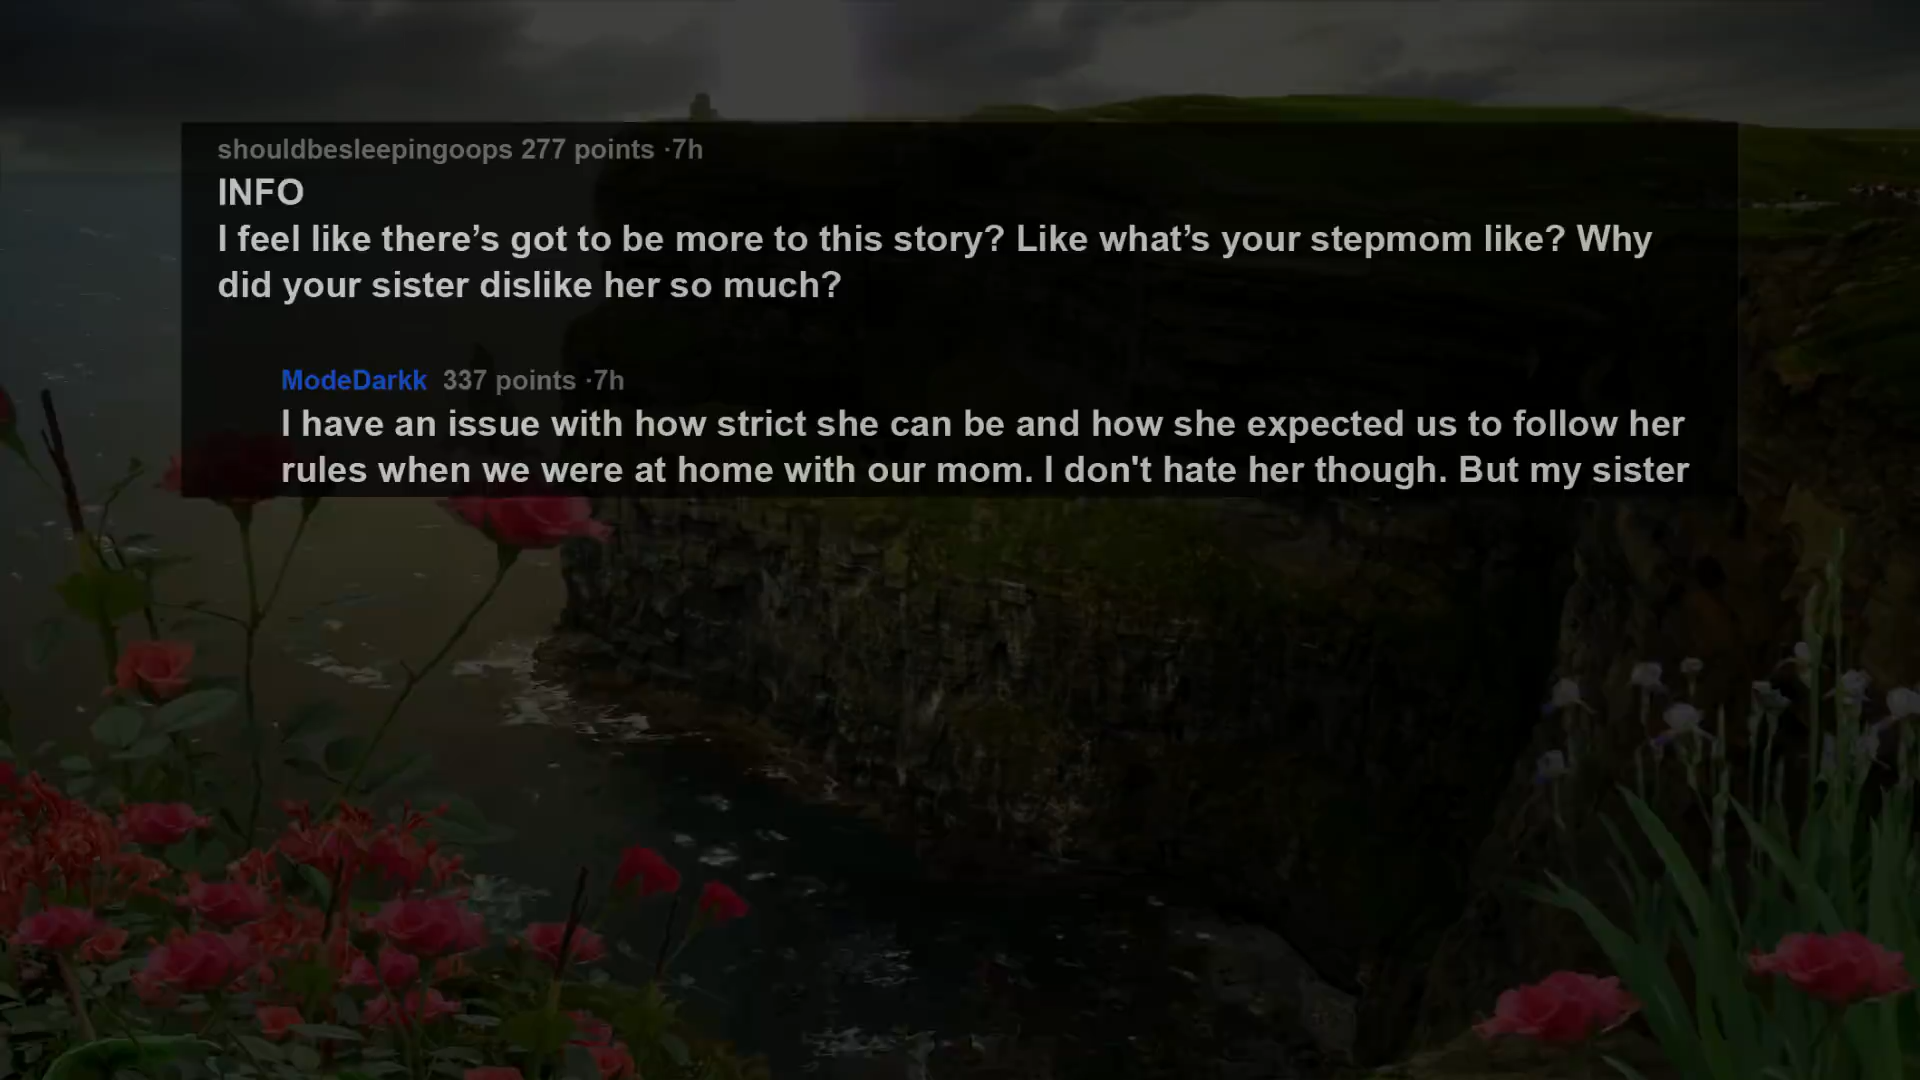 shouldbesleepingoops 277 points ·7h
INFO
I feel like there’s got to be more to this story? Like what’s your stepmom like? Why
did your sister dislike her so much?
ModeDarkk 337 points ·7h
I have an issue with how strict she can be and how she expected us to follow her
rules when we were at home with our mom. I don't hate her though. But my sister